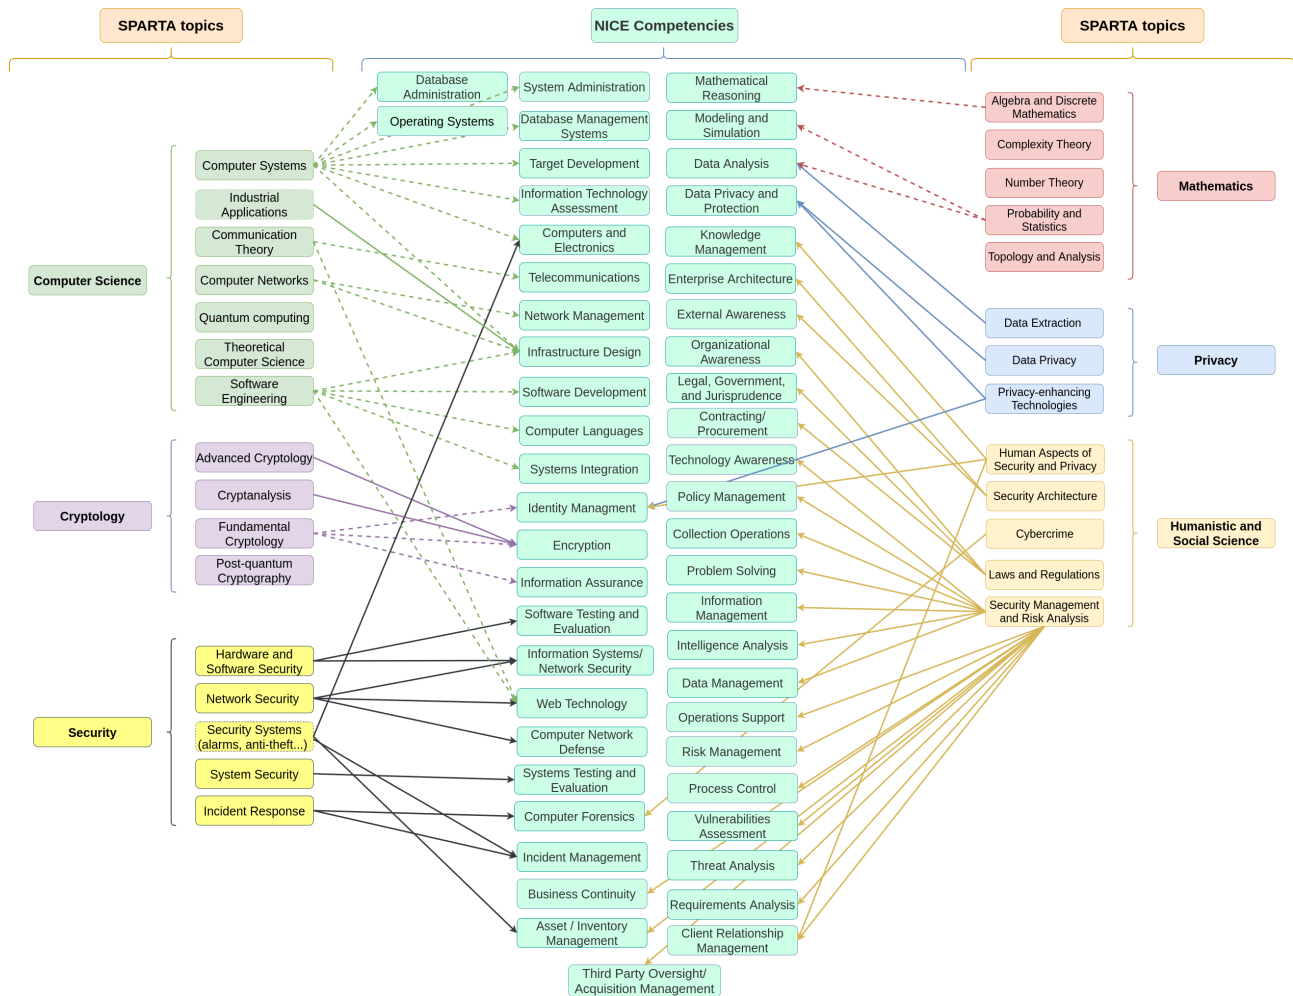 SPARTA topics
NICE Competencies
SPARTA topics
Computer Science
Cryptology
Security
Computer Systems
Industrial
Applications
Communication
Theory
Computer Networks
Quantum computing
Theoretical
Computer Science
Software
Engineering
Advanced Cryptology
Cryptanalysis
Fundamental
Cryptology
Post-quantum
Cryptography
Hardware and
Software Security
Network Security
Security Systems
(alarms, anti-theft...)
System Security
Incident Response
Database
Administration
Operating Systems
System Administration
Database Management
Systems
Target Development
Information Technology
Assessment
Computers and
Electronics
Telecommunications
Network Management
Infrastructure Design
Software Development
Computer Languages
Systems Integration
Identity Managment
Encryption
Information Assurance
Software Testing and
Evaluation
Information Systems/
Network Security
Web Technology
Computer Network
Defense
Systems Testing and
Evaluation
Computer Forensics
Incident Management
Business Continuity
Asset / Inventory
Management
Third Party Oversight/
Acquisition Management
Mathematical
Reasoning
Modeling and
Simulation
Data Analysis
Data Privacy and
Protection
Knowledge
Management
Enterprise Architecture
External Awareness
Organizational
Awareness
Legal, Government,
and Jurisprudence
Contracting/
Procurement
Technology Awareness
Policy Management
Collection Operations
Problem Solving
Information
Management
Intelligence Analysis
Data Management
Operations Support
Risk Management
Process Control
Vulnerabilities
Assessment
Threat Analysis
Requirements Analysis
Client Relationship
Management
Algebra and Discrete
Mathematics
Complexity Theory
Number Theory
Probability and
Statistics
Topology and Analysis
Data Extraction
Data Privacy
Privacy-enhancing
Technologies
Human Aspects of
Security and Privacy
Security Architecture
Cybercrime
Laws and Regulations
Security Management
and Risk Analysis
Mathematics
Privacy
Humanistic and
Social Science